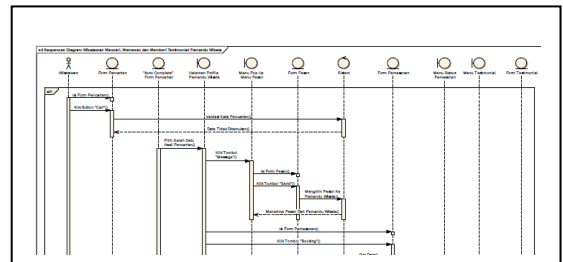 sd Sequences Diagram Wisatawan Mencari, Memesan dan Memberi Testimonial Pemandu Wisata
Wisatawan
Form Pencarian
"Auto Complete"
Form Pencarian
Halaman Profile
Pemandu Wisata
Menu Pop Up
Menu Pesan
Form Pesan
Sistem
Form Pemesanan
Menu Status
Pemesanan
Menu Testimonial
Form Testimonial
alt
Isi Form Pencarian()
Klik Button "Cari"()
Validasi Kata Pencarian()
Data Tidak Ditemukan()
Pilih Salah Satu
Hasil Pencarian()
Klik Tombol
"Message"()
Isi Form Pesan()
Klik Tombol "Send"()
Mengirim Pesan Ke
Pemandu Wisata()
Menerima Pesan Dari Pemandu Wisata()
Isi Form Pemesanan()
Klik Tombol "Booking"()